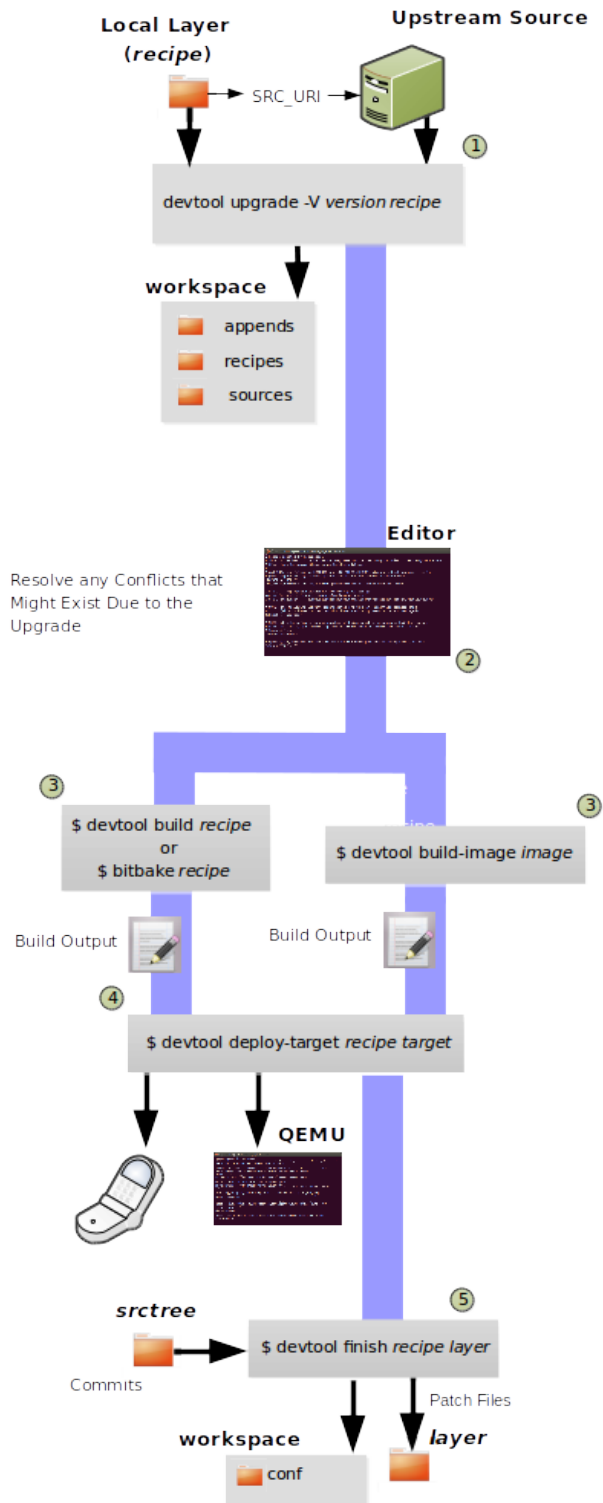 Local Layer
(recipe)
Upstream Source
SRC_URI
1
devtool upgrade -V version recipe
workspace
appends
recipes
sources
Editor
Resolve any Conflicts that
Might Exist Due to the
Upgrade
2
3
$ devtool build recipe
or
$ bitbake recipe
3
$ devtool build-image image
Build Output
Build Output
4
$ devtool deploy-target recipe target
QEMU
5
srctree
$ devtool finish recipe layer
Commits
Patch Files
workspace
layer
conf